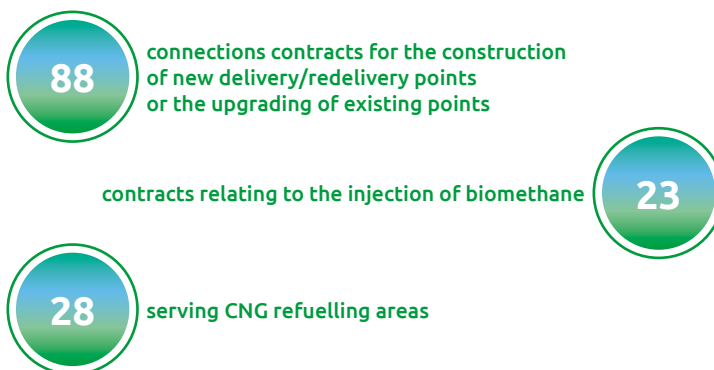 88
connections contracts for the construction
of new delivery/redelivery points
or the upgrading of existing points
contracts relating to the injection of biomethane
23
28
serving CNG refuelling areas